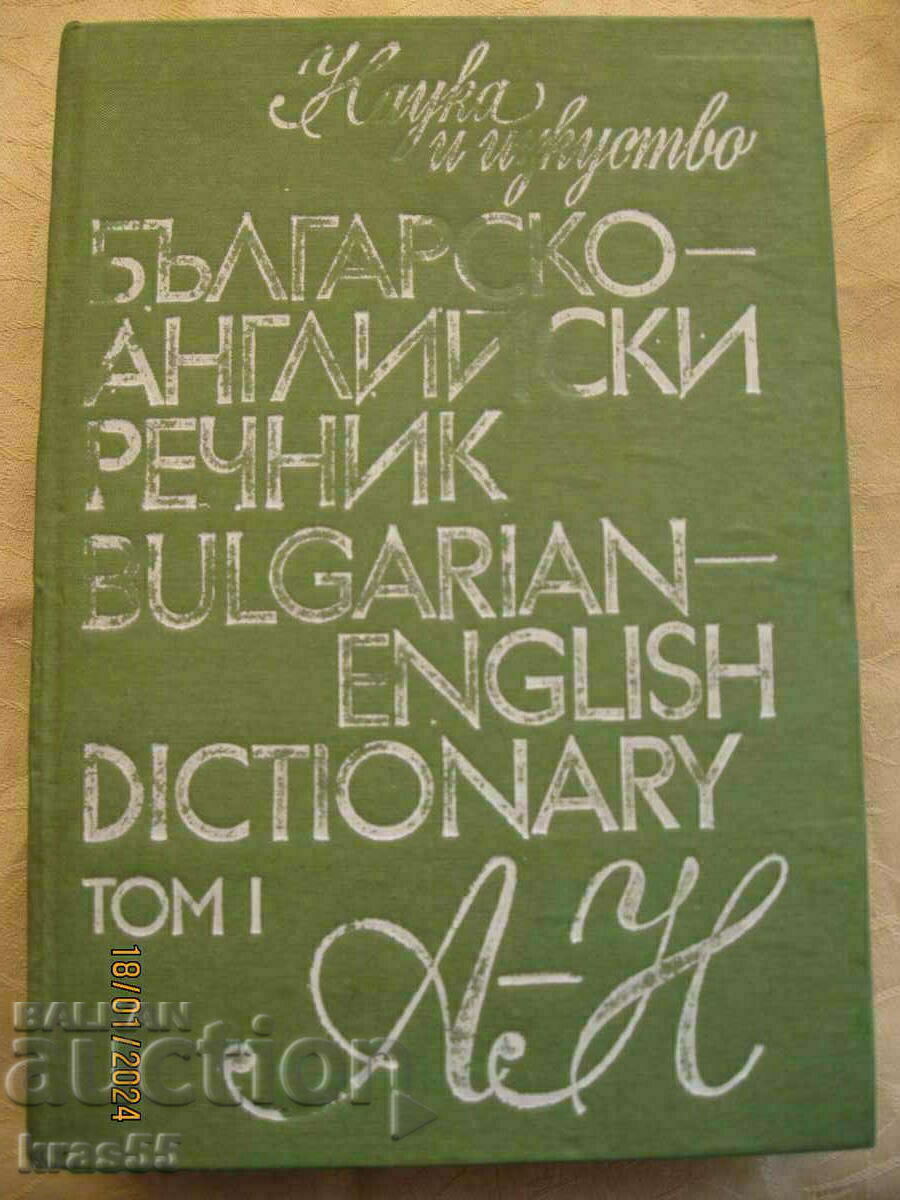 Наука
и изкуство
БЪЛГАРСКО-
АНГЛИЙСКИ
РЕЧНИК
BULGARIAN-
ENGLISH
DICTIONARY
ТОМ I
А-Н
18/01/2024
BALKAN
auction
kras55